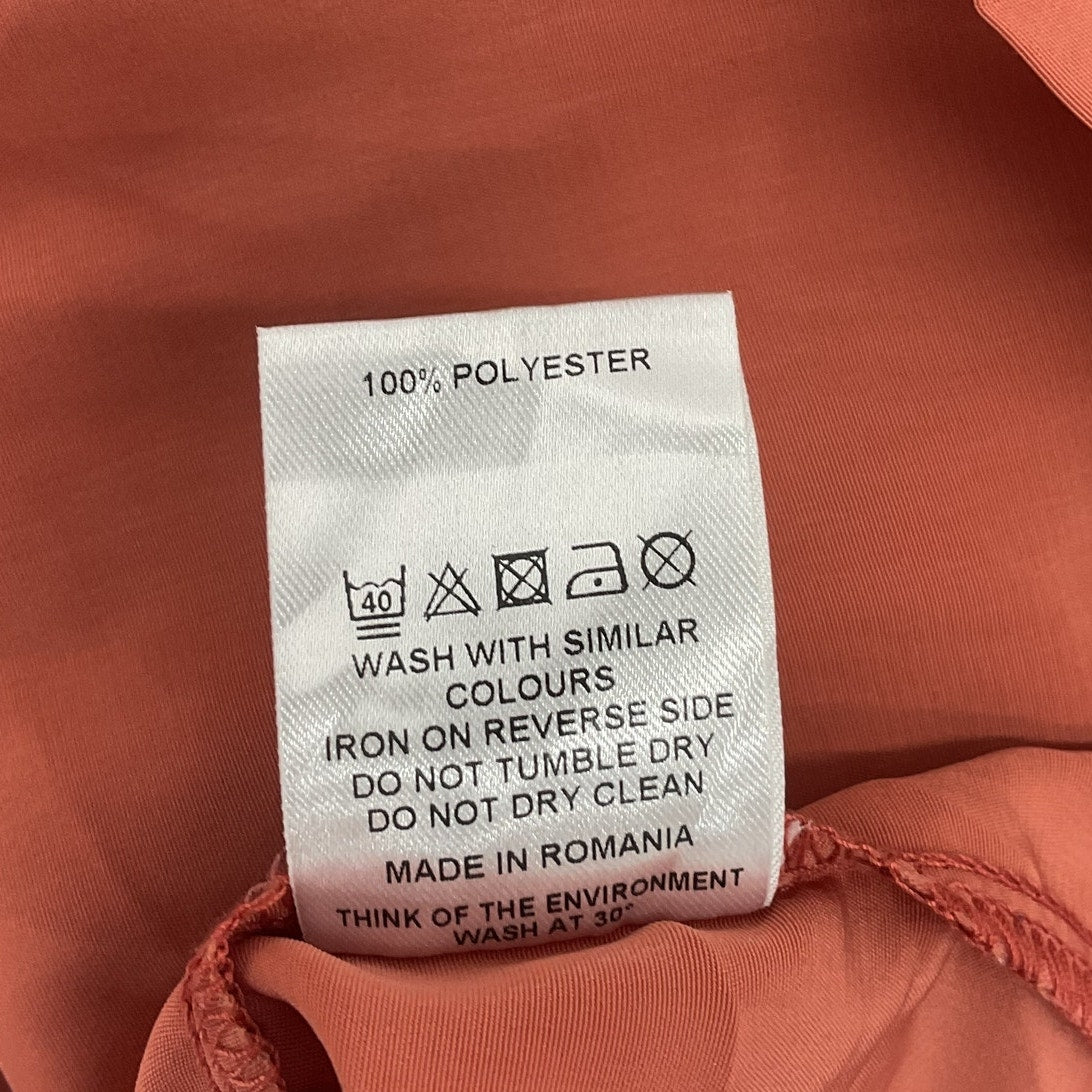 100% POLYESTER
40
WASH WITH SIMILAR
COLOURS
IRON ON REVERSE SIDE
DO NOT TUMBLE DRY
DO NOT DRY CLEAN
MADE IN ROMANIA
THINK OF THE ENVIRONMENT
WASH AT 30°